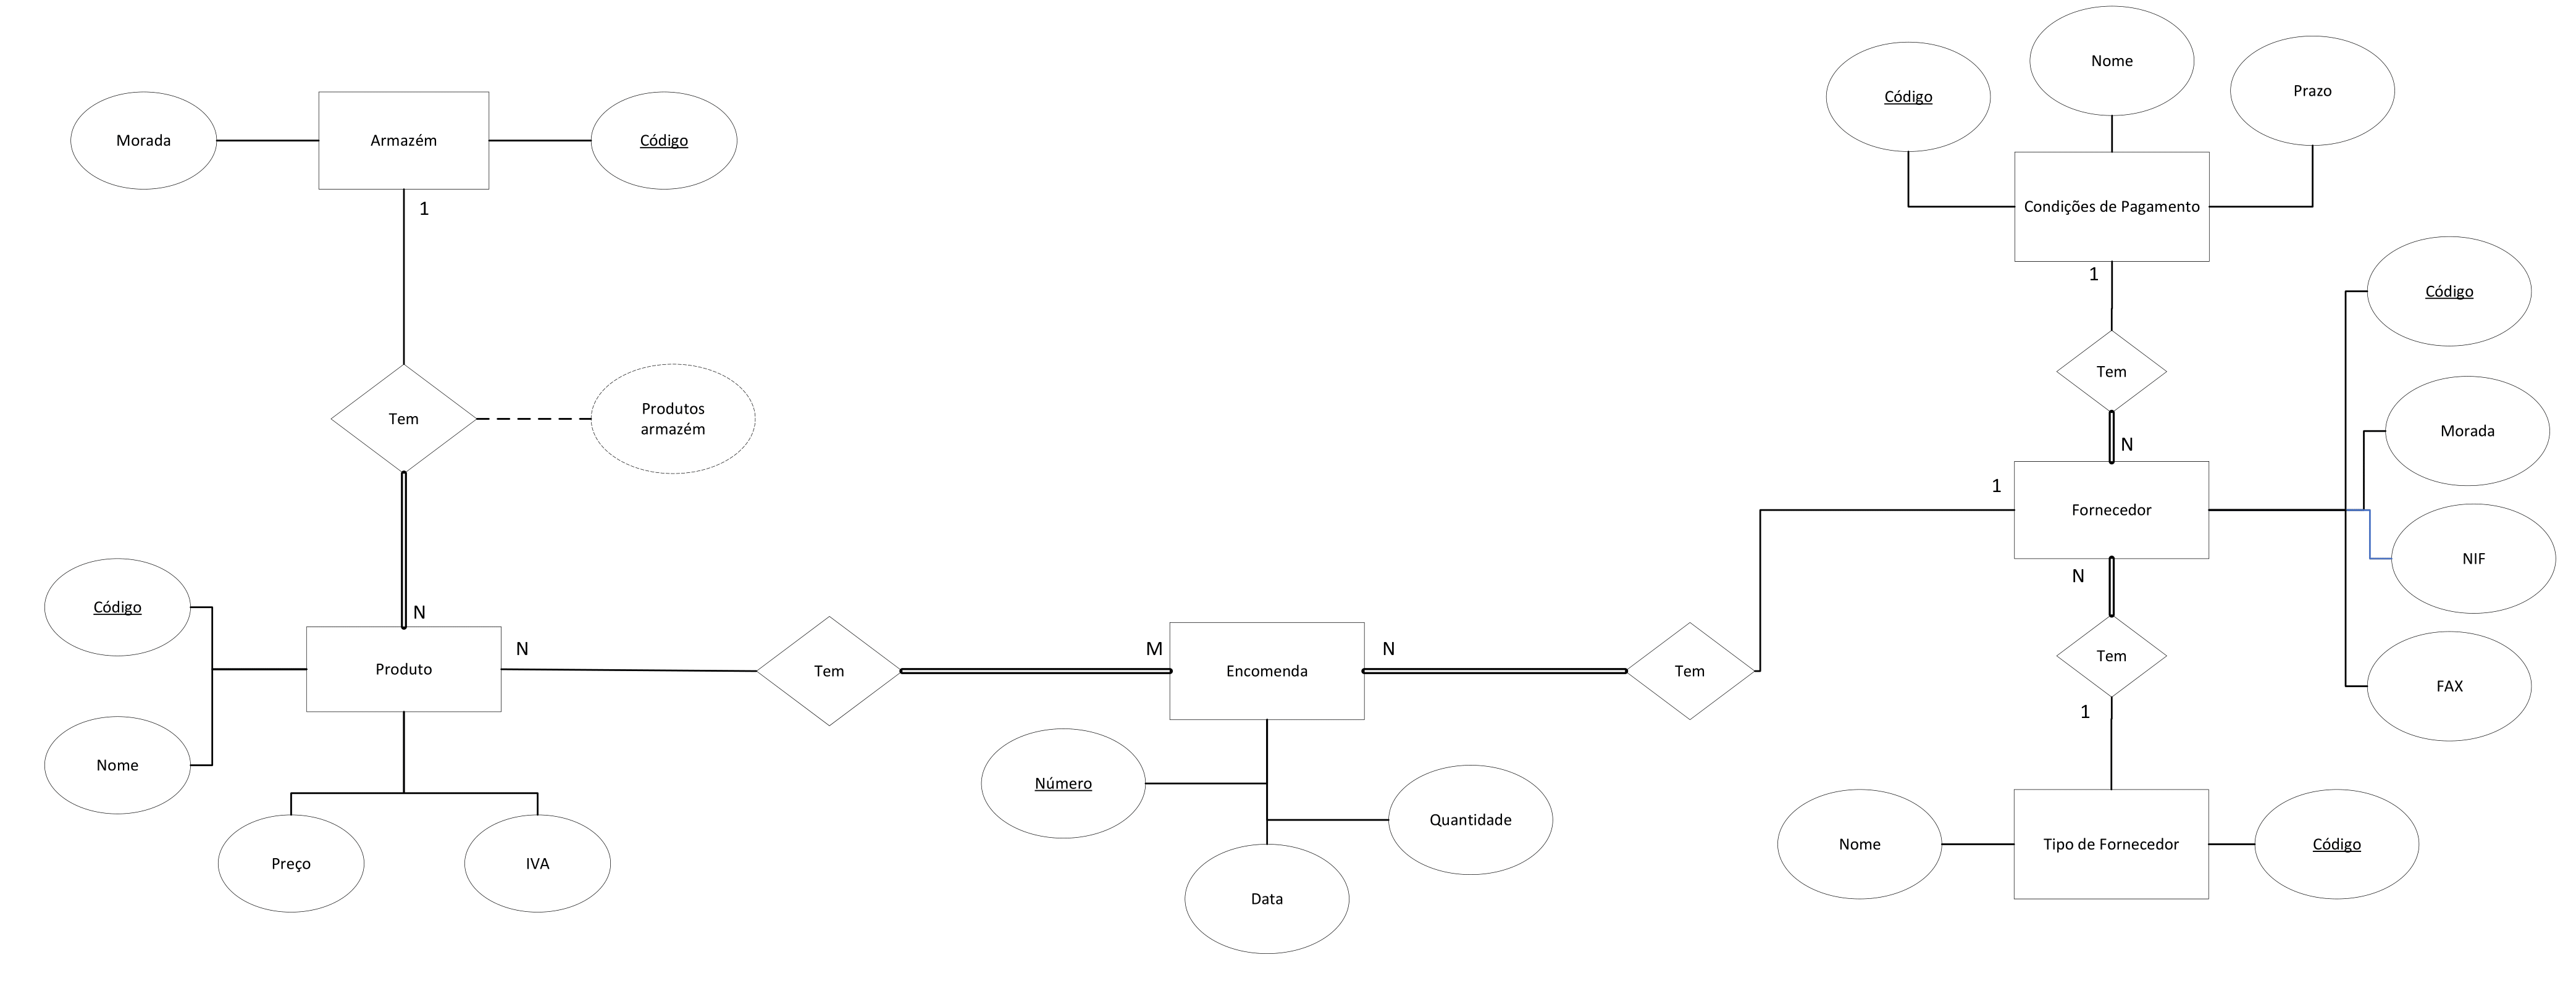 Nome
Prazo
Código
Morada
Armazém
Código
1
Condições de Pagamento
1
Código
Tem
Tem
Produtos
armazém
Morada
N
1
Fornecedor
NIF
N
Código
N
N
Tem
M
N
Produto
Tem
Encomenda
Tem
FAX
1
Nome
Número
Quantidade
Nome
Tipo de Fornecedor
Código
Preço
IVA
Data